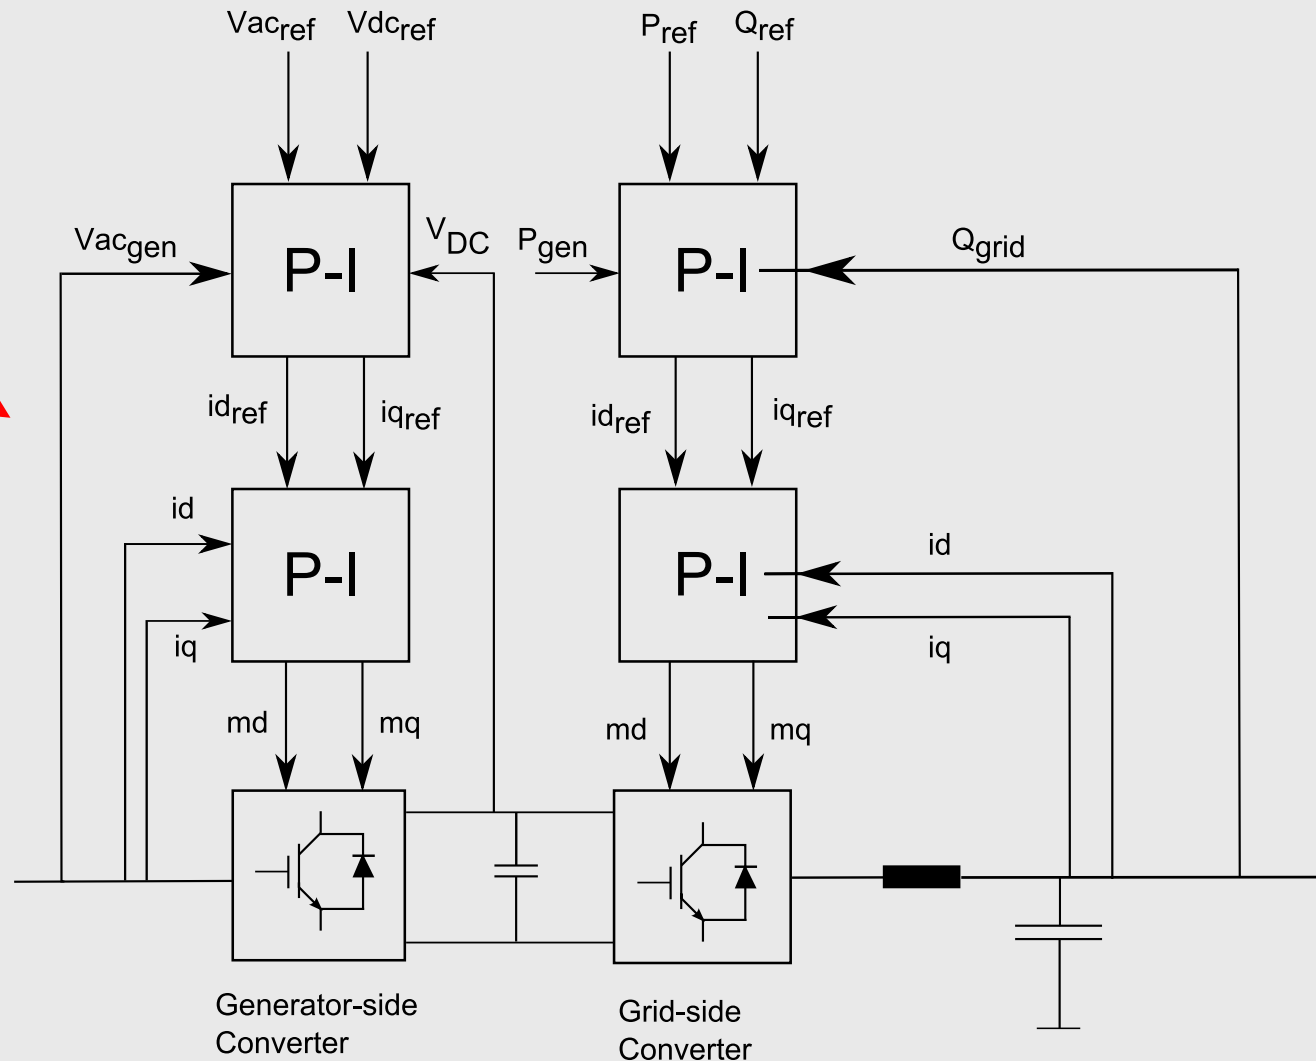 Vacref Vdcref Pref Qref
Vacgen VDC Pgen Qgrid
P-I P-I
idref iqref idref iqref
id id
P-I P-I
iq iq
md mq md mq
Generator-side
Converter
Grid-side
Converter